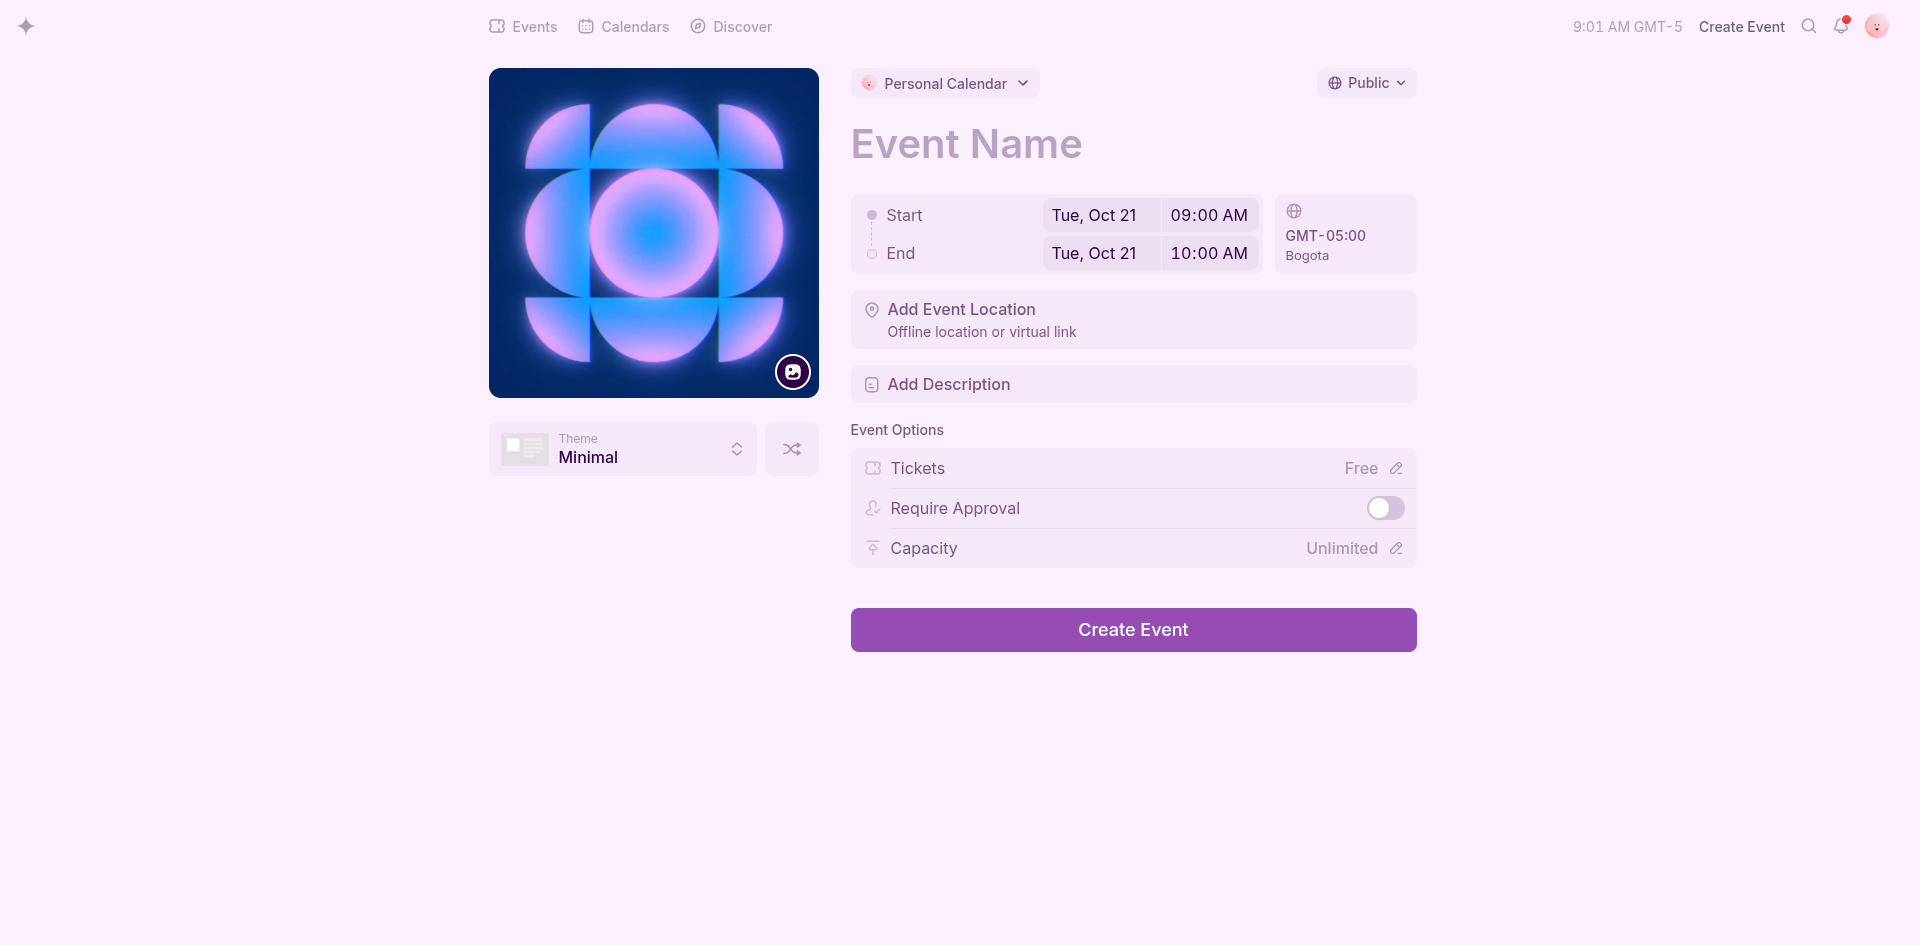 Events
Calendars
Discover
9:01 AM GMT-5
Create Event
Personal Calendar
Public
Event Name
Start
Tue, Oct 21
09:00 AM
End
Tue, Oct 21
10:00 AM
GMT-05:00
Bogota
Add Event Location
Offline location or virtual link
Add Description
Theme
Minimal
Event Options
Tickets
Free
Require Approval
Capacity
Unlimited
Create Event